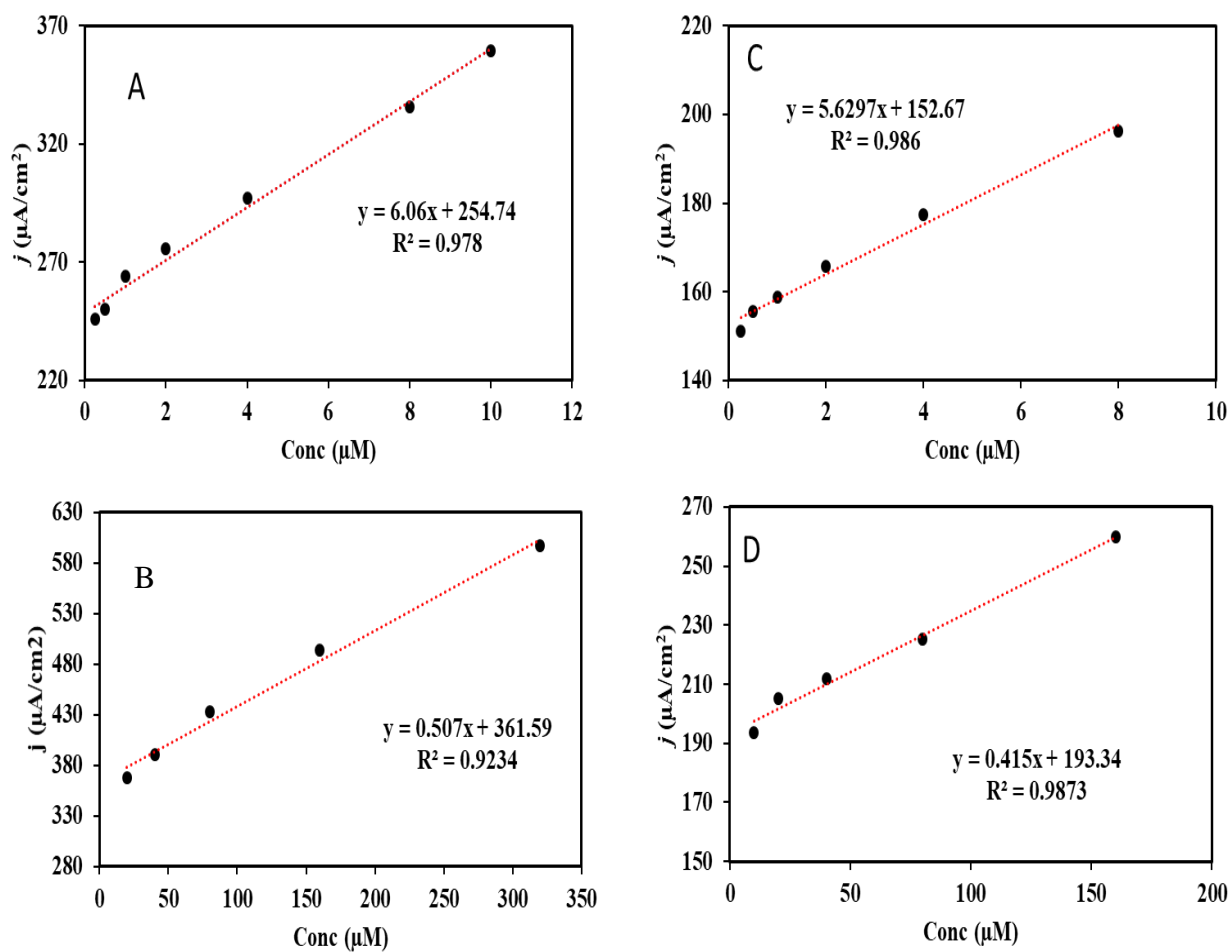 A
370
320
270
220
j (µA/cm²)
y = 6.06x + 254.74
R² = 0.978
0 2 4 6 8 10 12
Conc (µM)
C
220
200
180
160
140
j (µA/cm²)
y = 5.6297x + 152.67
R² = 0.986
0 2 4 6 8 10
Conc (µM)
B
630
580
530
480
430
380
330
280
j (µA/cm2)
y = 0.507x + 361.59
R² = 0.9234
0 50 100 150 200 250 300 350
Conc (µM)
D
270
250
230
210
190
170
150
j (µA/cm²)
y = 0.415x + 193.34
R² = 0.9873
0 50 100 150 200
Conc (µM)